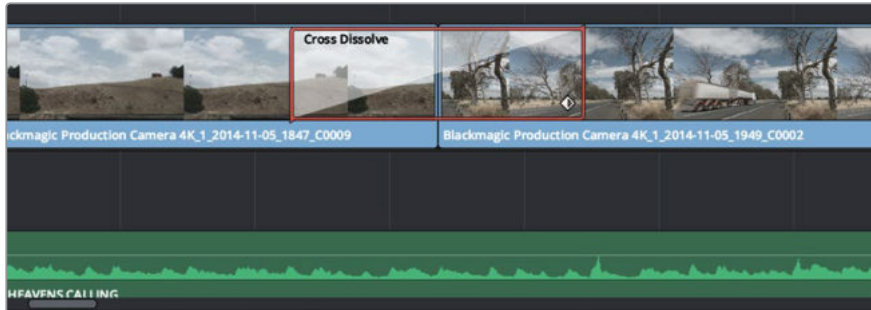 Cross Dissolve
ckmagic Production Camera 4K_1_2014-11-05_1847_C0009
Blackmagic Production Camera 4K_1_2014-11-05_1949_C0002
HEAVENS CALLING